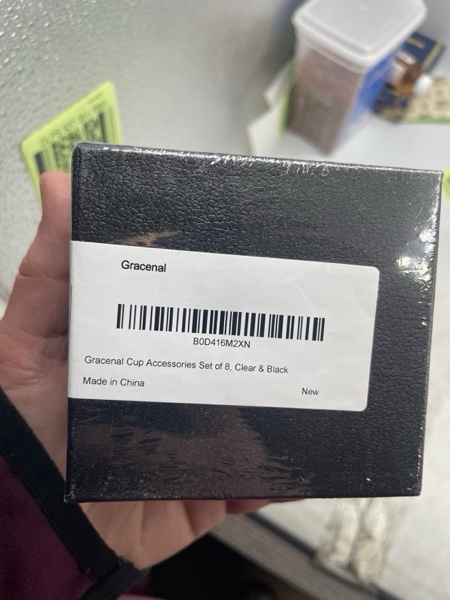 Gracenal
B0D416M2XN
Gracenal Cup Accessories Set of 8, Clear & Black
Made in China
New